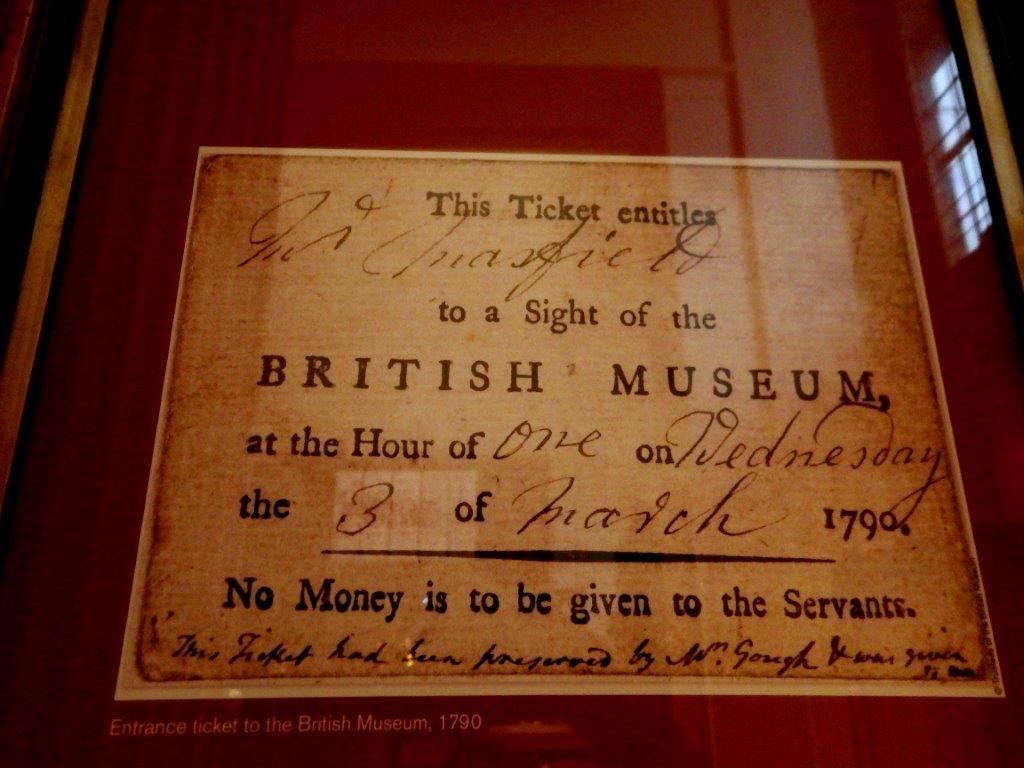 This Ticket entitles
to a Sight of the
BRITISH MUSEUM,
at the Hour of One on Wednesday
the 3 of March 1790.
No Money is to be given to the Servants.
This Ticket had been preserved by Mr. Gough & was given
Entrance ticket to the British Museum, 1790